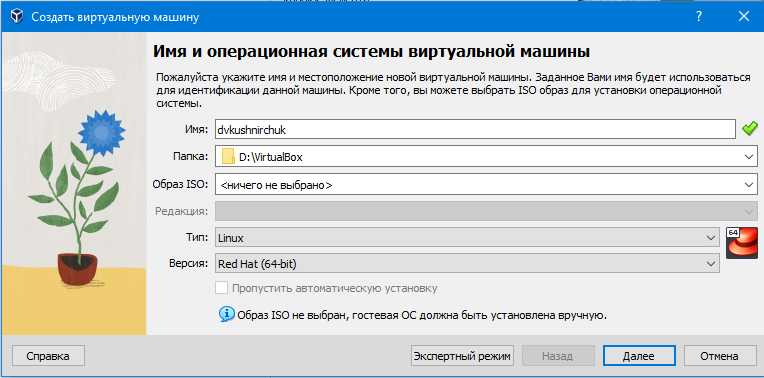 Создать виртуальную машину
Имя и операционная системы виртуальной машины
Пожалуйста укажите имя и местоположение новой виртуальной машины. Заданное Вами имя будет использоваться
для идентификации данной машины. Кроме того, вы можете выбрать ISO образ для установки операционной
системы.
Имя: dvkushnirchuk
Папка: D:\VirtualBox
Образ ISO: <ничего не выбрано>
Редакция:
Тип: Linux
64
Версия: Red Hat (64-bit)
Пропустить автоматическую установку
Образ ISO не выбран, гостевая ОС должна быть установлена вручную.
Справка Экспертный режим Назад Далее Отмена